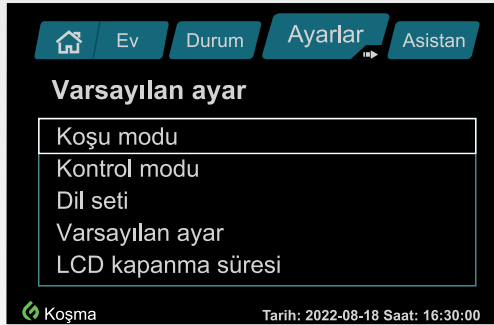 Ev Durum Ayarlar Asistan
Varsayılan ayar
Koşu modu
Kontrol modu
Dil seti
Varsayılan ayar
LCD kapanma süresi
Koşma Tarih: 2022-08-18 Saat: 16:30:00